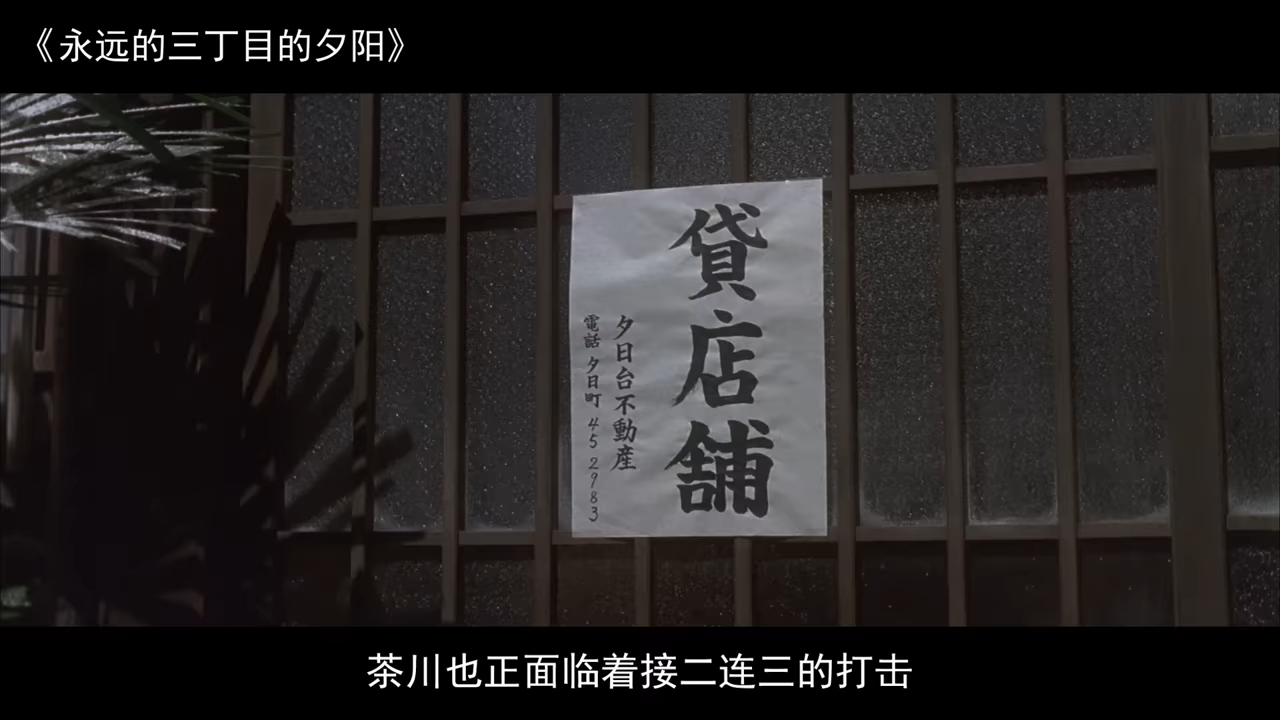 《永远的三丁目的夕阳》
貸店舗
夕日台不動産
電話 夕日町 45 2983
茶川也正面临着接二连三的打击